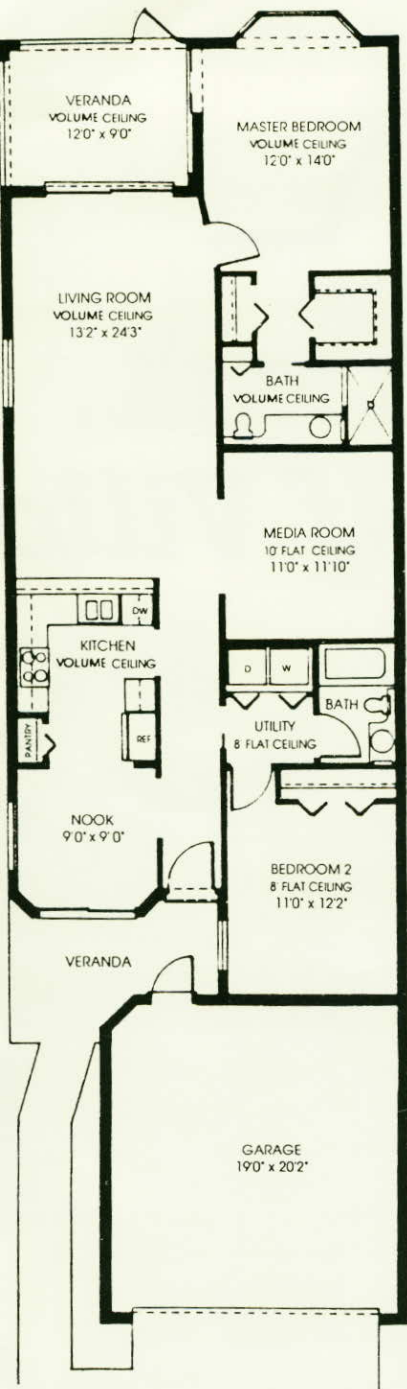 VERANDA
VOLUME CEILING
12'0" x 9'0"
MASTER BEDROOM
VOLUME CEILING
12'0" x 14'0"
LIVING ROOM
VOLUME CEILING
13'2" x 24'3"
BATH
VOLUME CEILING
MEDIA ROOM
10' FLAT CEILING
11'0" x 11'10"
DW
KITCHEN
VOLUME CEILING
D
W
BATH
UTILITY
8' FLAT CEILING
PANTRY
REF
NOOK
9'0" x 9'0"
BEDROOM 2
8' FLAT CEILING
11'0" x 12'2"
VERANDA
GARAGE
19'0" x 20'2"